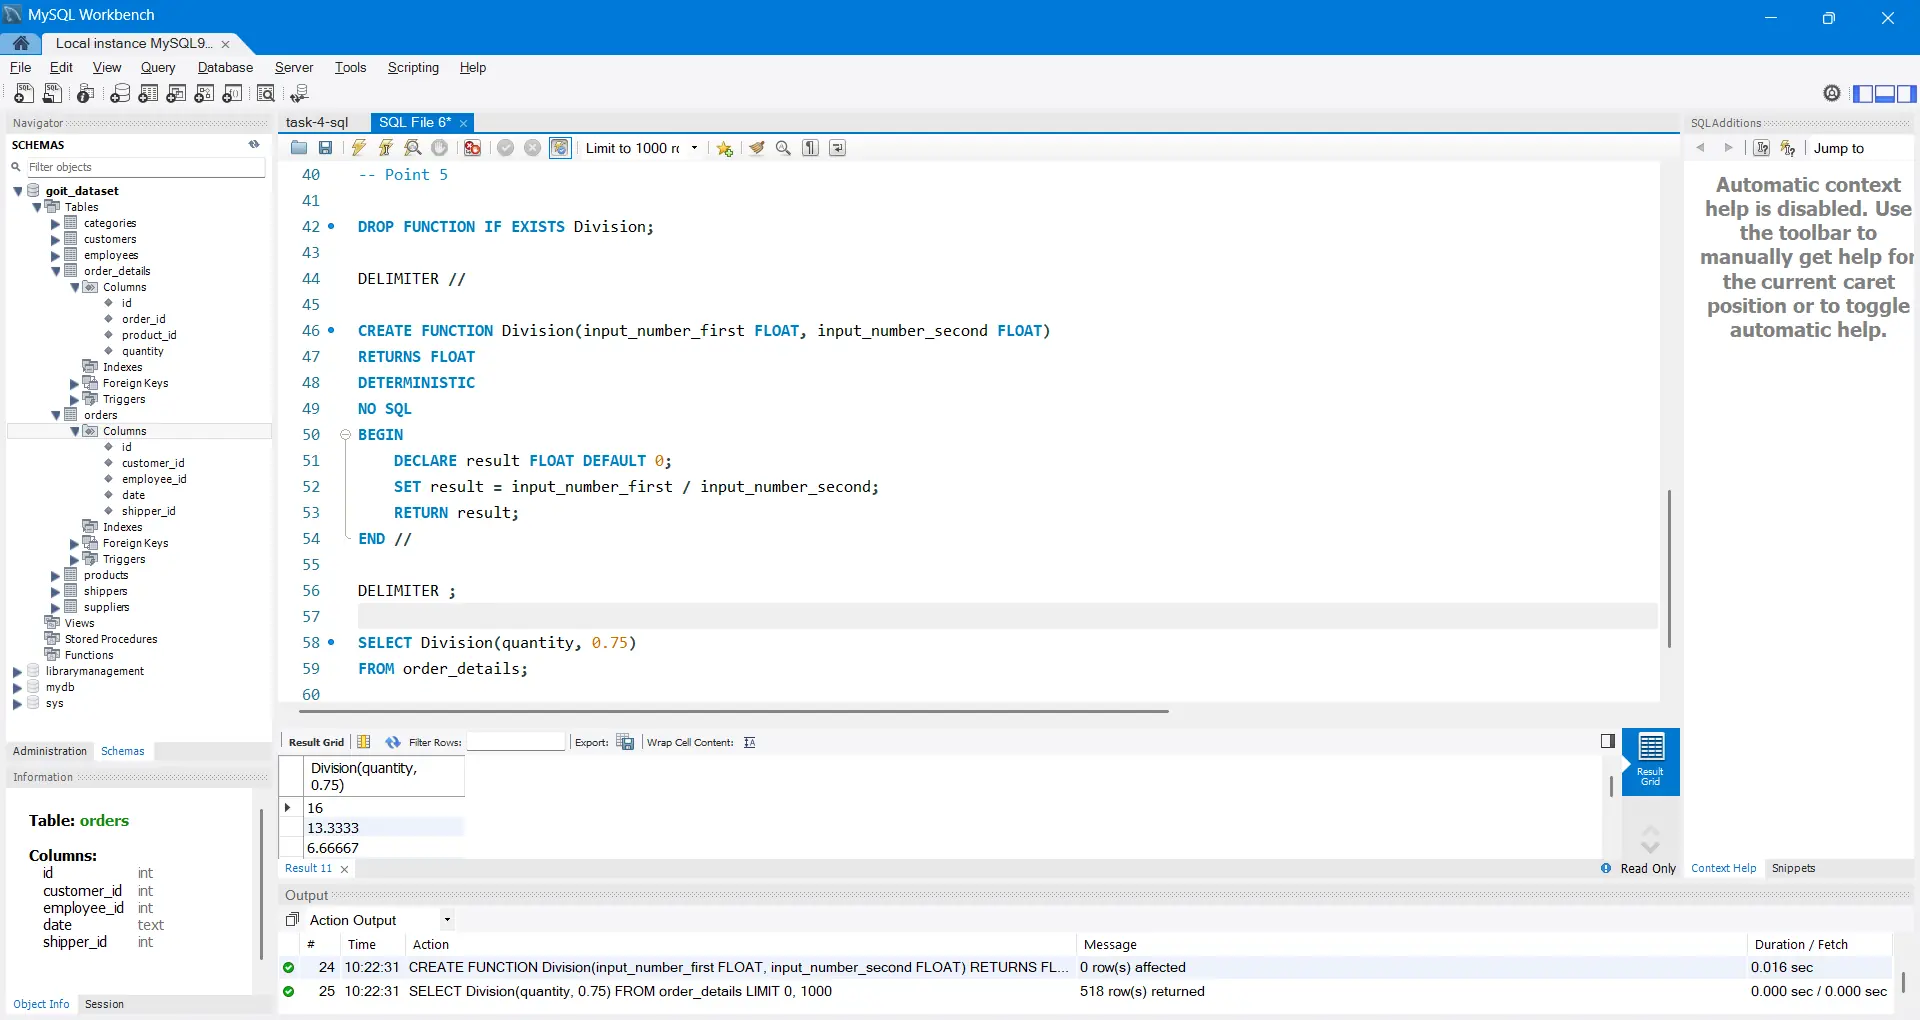 MySQL Workbench
Local instance MySQL9...
File Edit View Query Database Server Tools Scripting Help
Navigator
SCHEMAS
Filter objects
goit_dataset
Tables
categories
customers
employees
order_details
Columns
id
order_id
product_id
quantity
Indexes
Foreign Keys
Triggers
orders
Columns
id
customer_id
employee_id
date
shipper_id
Indexes
Foreign Keys
Triggers
products
shippers
suppliers
Views
Stored Procedures
Functions
librarymanagement
mydb
sys
Administration Schemas
Information
Table: orders
Columns:
id int
customer_id int
employee_id int
date text
shipper_id int
Object Info Session
task-4-sql SQL File 6*
Limit to 1000 rc
40 -- Point 5
41
42 DROP FUNCTION IF EXISTS Division;
43
44 DELIMITER //
45
46 CREATE FUNCTION Division(input_number_first FLOAT, input_number_second FLOAT)
47 RETURNS FLOAT
48 DETERMINISTIC
49 NO SQL
50 BEGIN
51 DECLARE result FLOAT DEFAULT 0;
52 SET result = input_number_first / input_number_second;
53 RETURN result;
54 END //
55
56 DELIMITER ;
57
58 SELECT Division(quantity, 0.75)
59 FROM order_details;
60
Result Grid Filter Rows: Export: Wrap Cell Content:
Division(quantity,
0.75)
16
13.3333
6.66667
Result
Grid
Result 11
Read Only
Output
Action Output
# Time Action Message Duration / Fetch
24 10:22:31 CREATE FUNCTION Division(input_number_first FLOAT, input_number_second FLOAT) RETURNS FL... 0 row(s) affected 0.016 sec
25 10:22:31 SELECT Division(quantity, 0.75) FROM order_details LIMIT 0, 1000 518 row(s) returned 0.000 sec / 0.000 sec
SQLAdditions
Jump to
Automatic context
help is disabled. Use
the toolbar to
manually get help for
the current caret
position or to toggle
automatic help.
Context Help Snippets